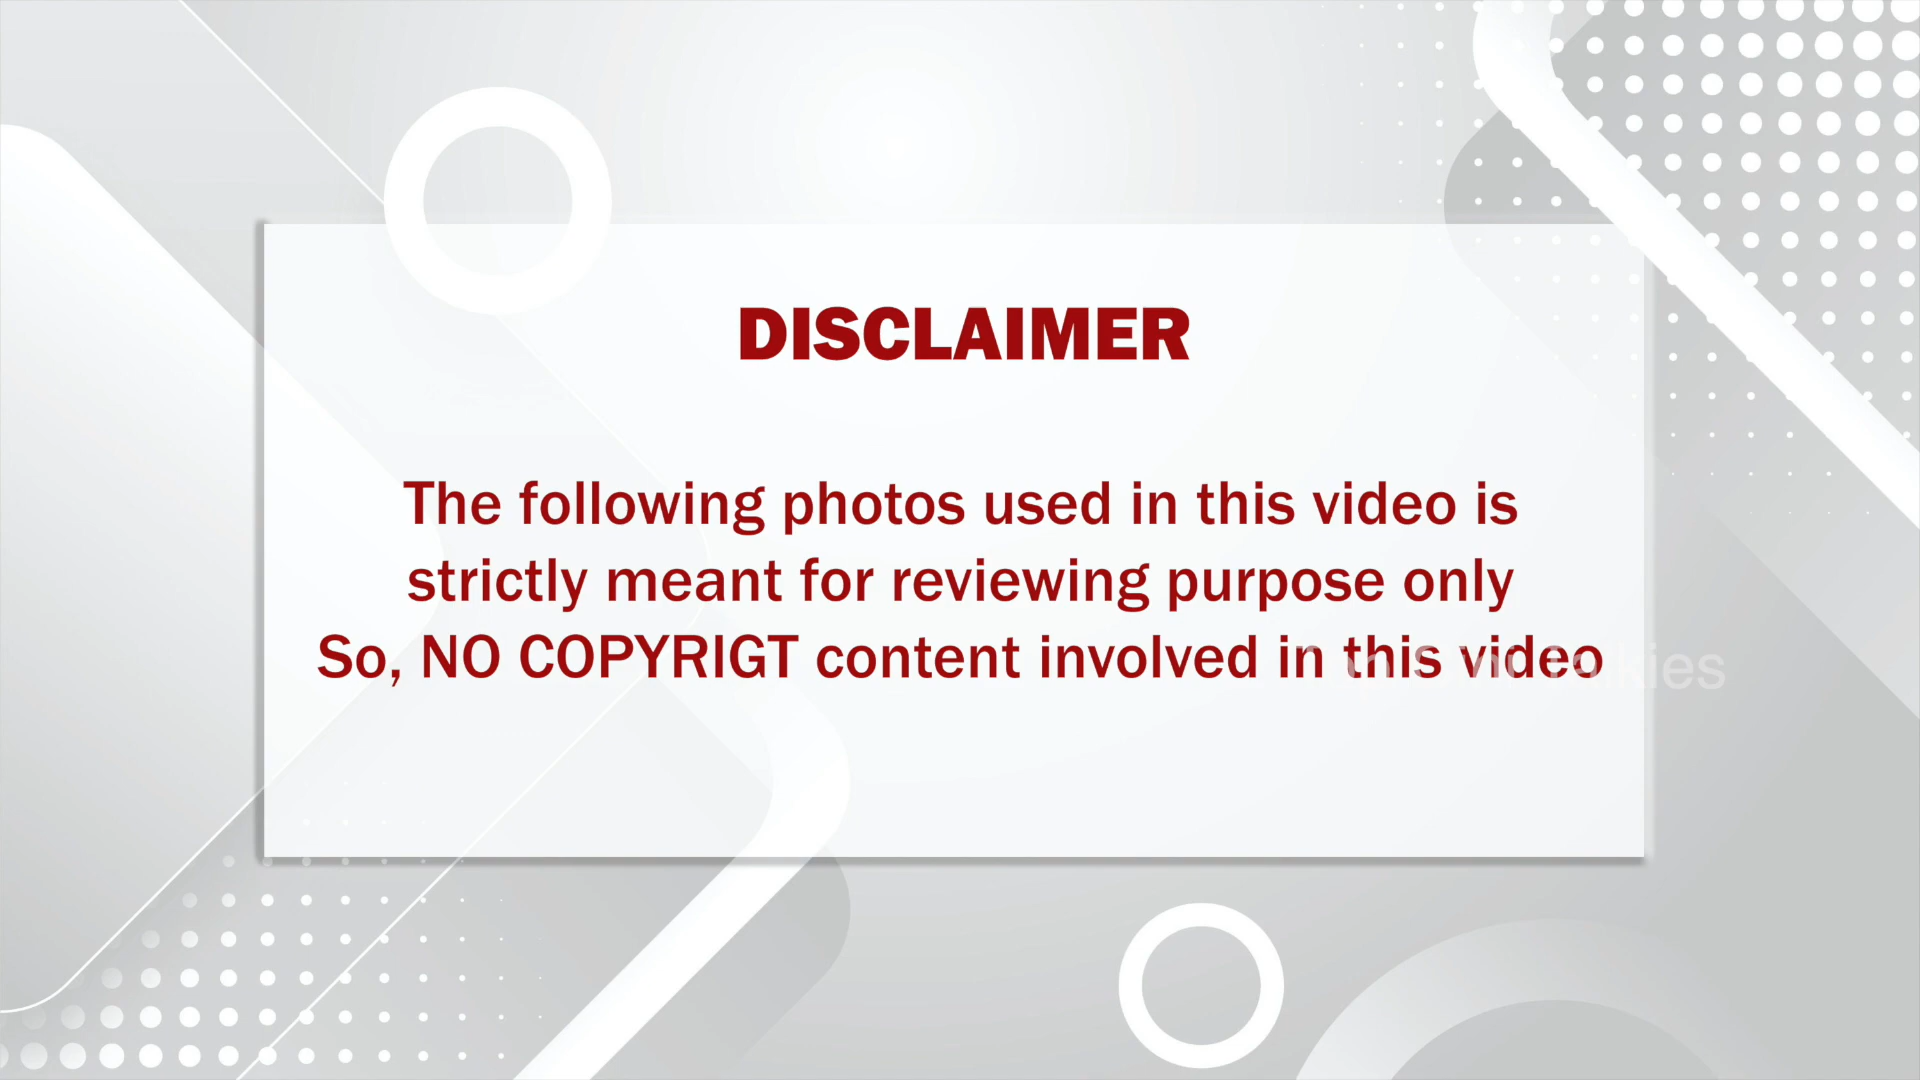 DISCLAIMER
The following photos used in this video is
strictly meant for reviewing purpose only
So, NO COPYRIGT content involved in this video